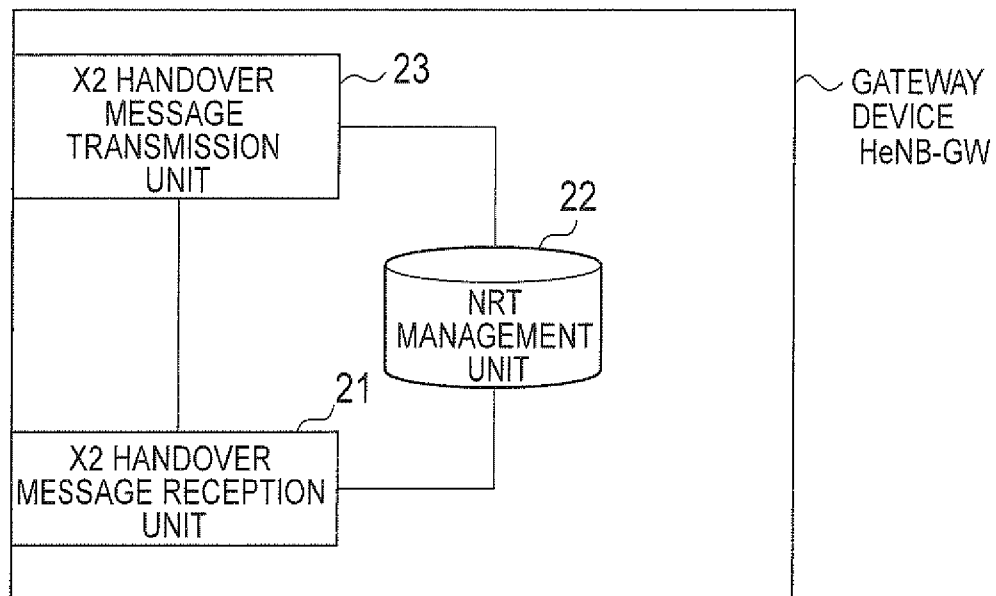 X2 HANDOVER
MESSAGE
TRANSMISSION
UNIT
23
GATEWAY
DEVICE
HeNB-GW
22
NRT
MANAGEMENT
UNIT
21
X2 HANDOVER
MESSAGE RECEPTION
UNIT